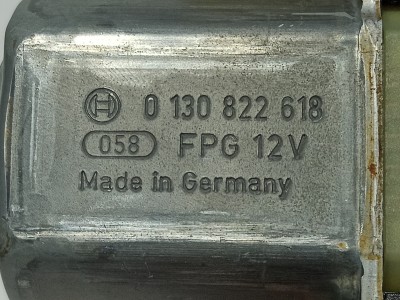 0 130 822 618
058 FPG 12V
Made in Germany